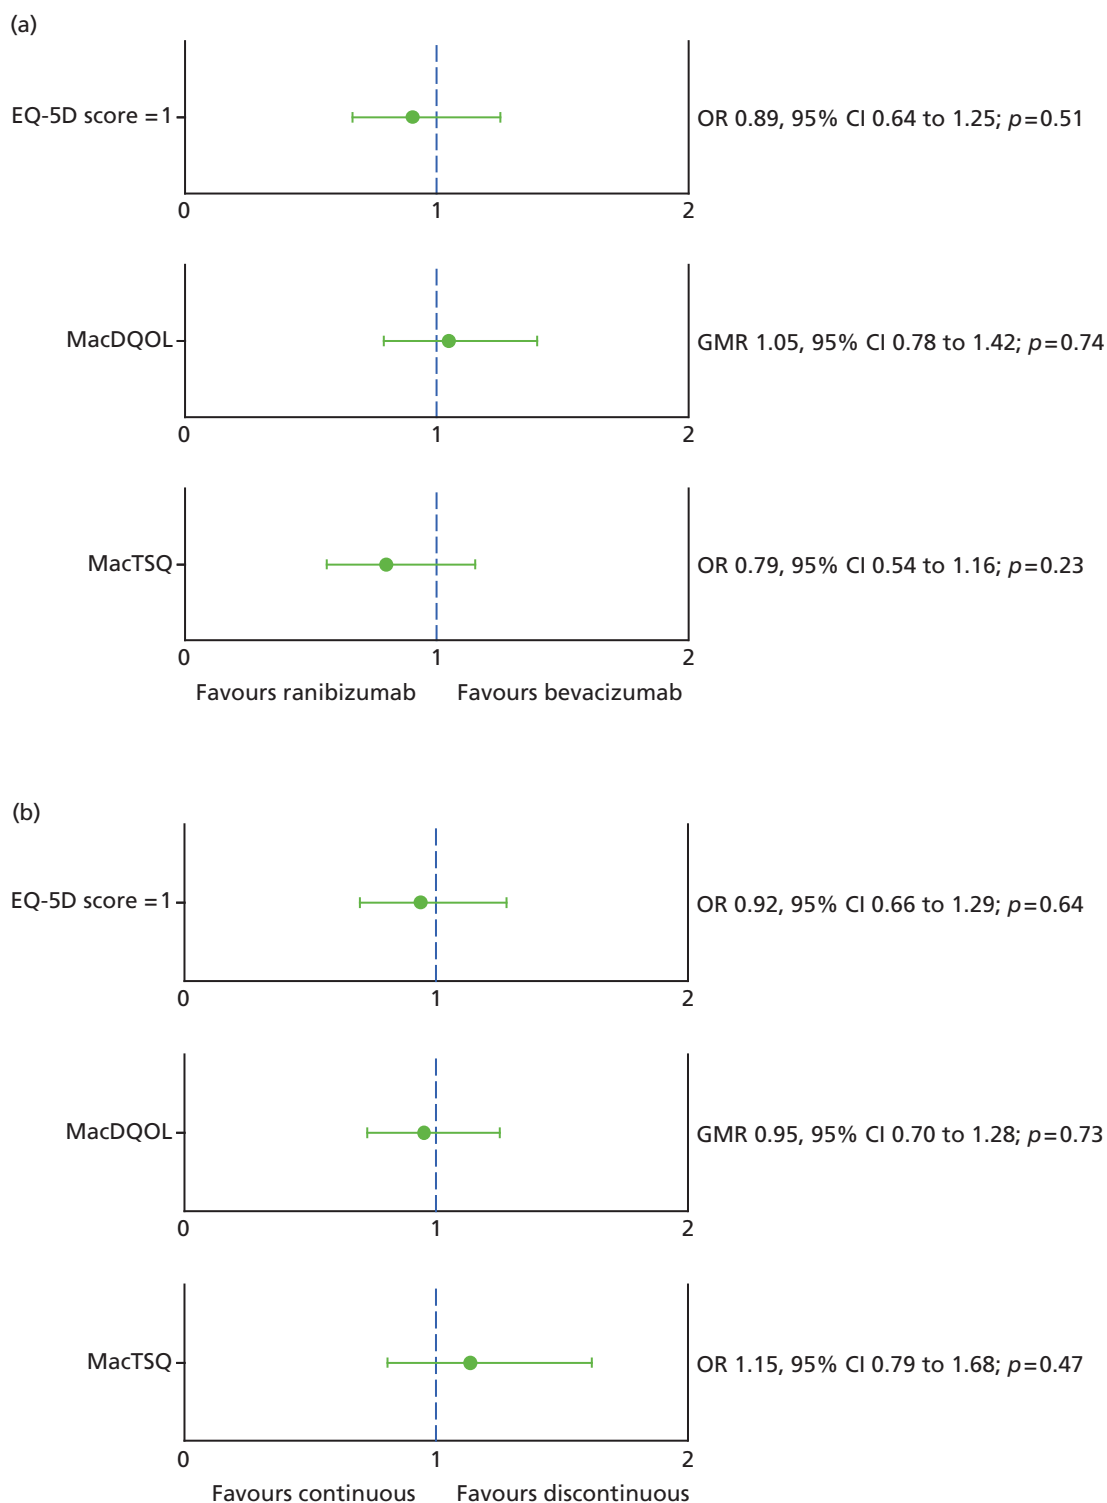 (a)
EQ-5D score = 1
OR 0.89, 95% CI 0.64 to 1.25; p = 0.51
0 1 2
MacDQOL
GMR 1.05, 95% CI 0.78 to 1.42; p = 0.74
0 1 2
MacTSQ
OR 0.79, 95% CI 0.54 to 1.16; p = 0.23
0 1 2
Favours ranibizumab Favours bevacizumab
(b)
EQ-5D score = 1
OR 0.92, 95% CI 0.66 to 1.29; p = 0.64
0 1 2
MacDQOL
GMR 0.95, 95% CI 0.70 to 1.28; p = 0.73
0 1 2
MacTSQ
OR 1.15, 95% CI 0.79 to 1.68; p = 0.47
0 1 2
Favours continuous Favours discontinuous